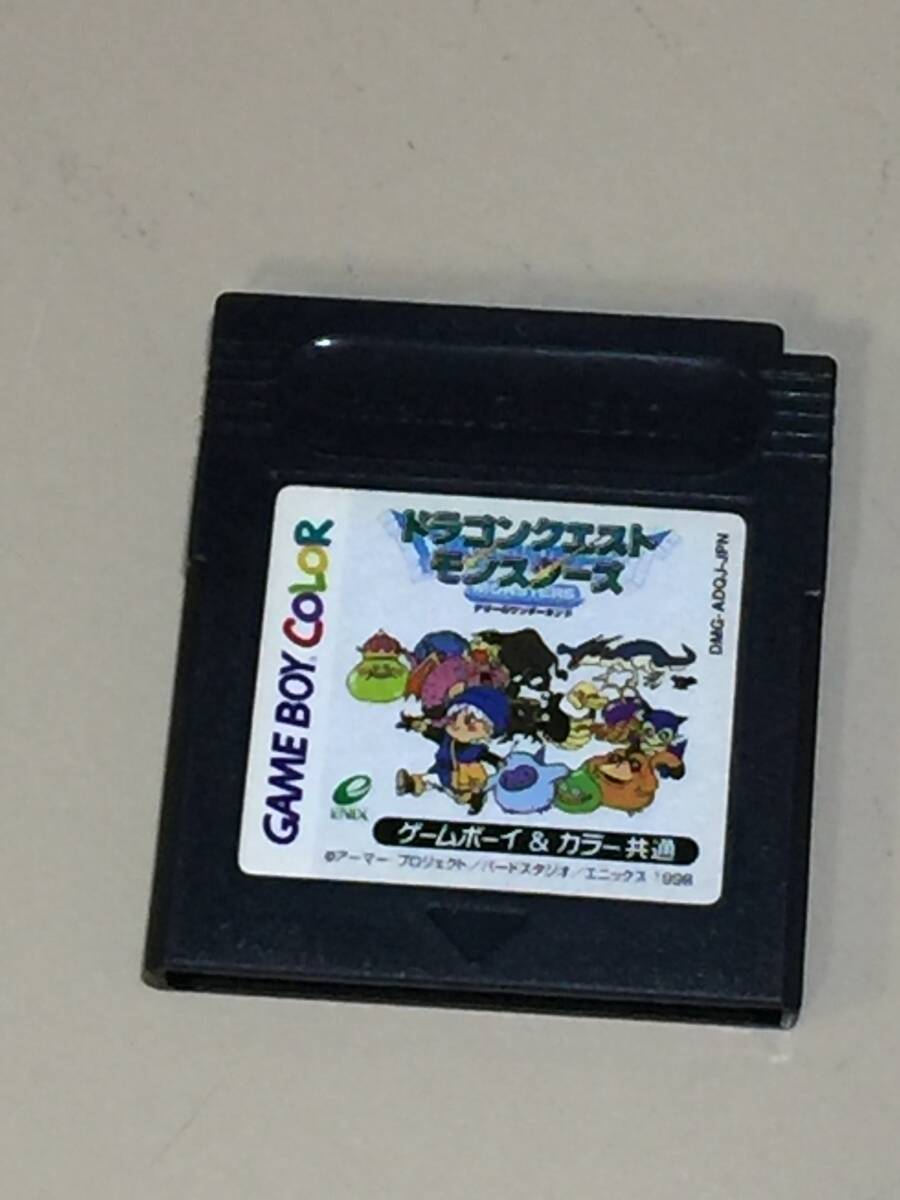 GAME BOY COLOR
ドラゴンクエスト
モンスターズ
MONSTERS
テリーのワンダーランド
DMG-ADQJ-JPN
ENIX
ゲームボーイ & カラー共通
©アーマー プロジェクト/バードスタジオ/エニックス 1998